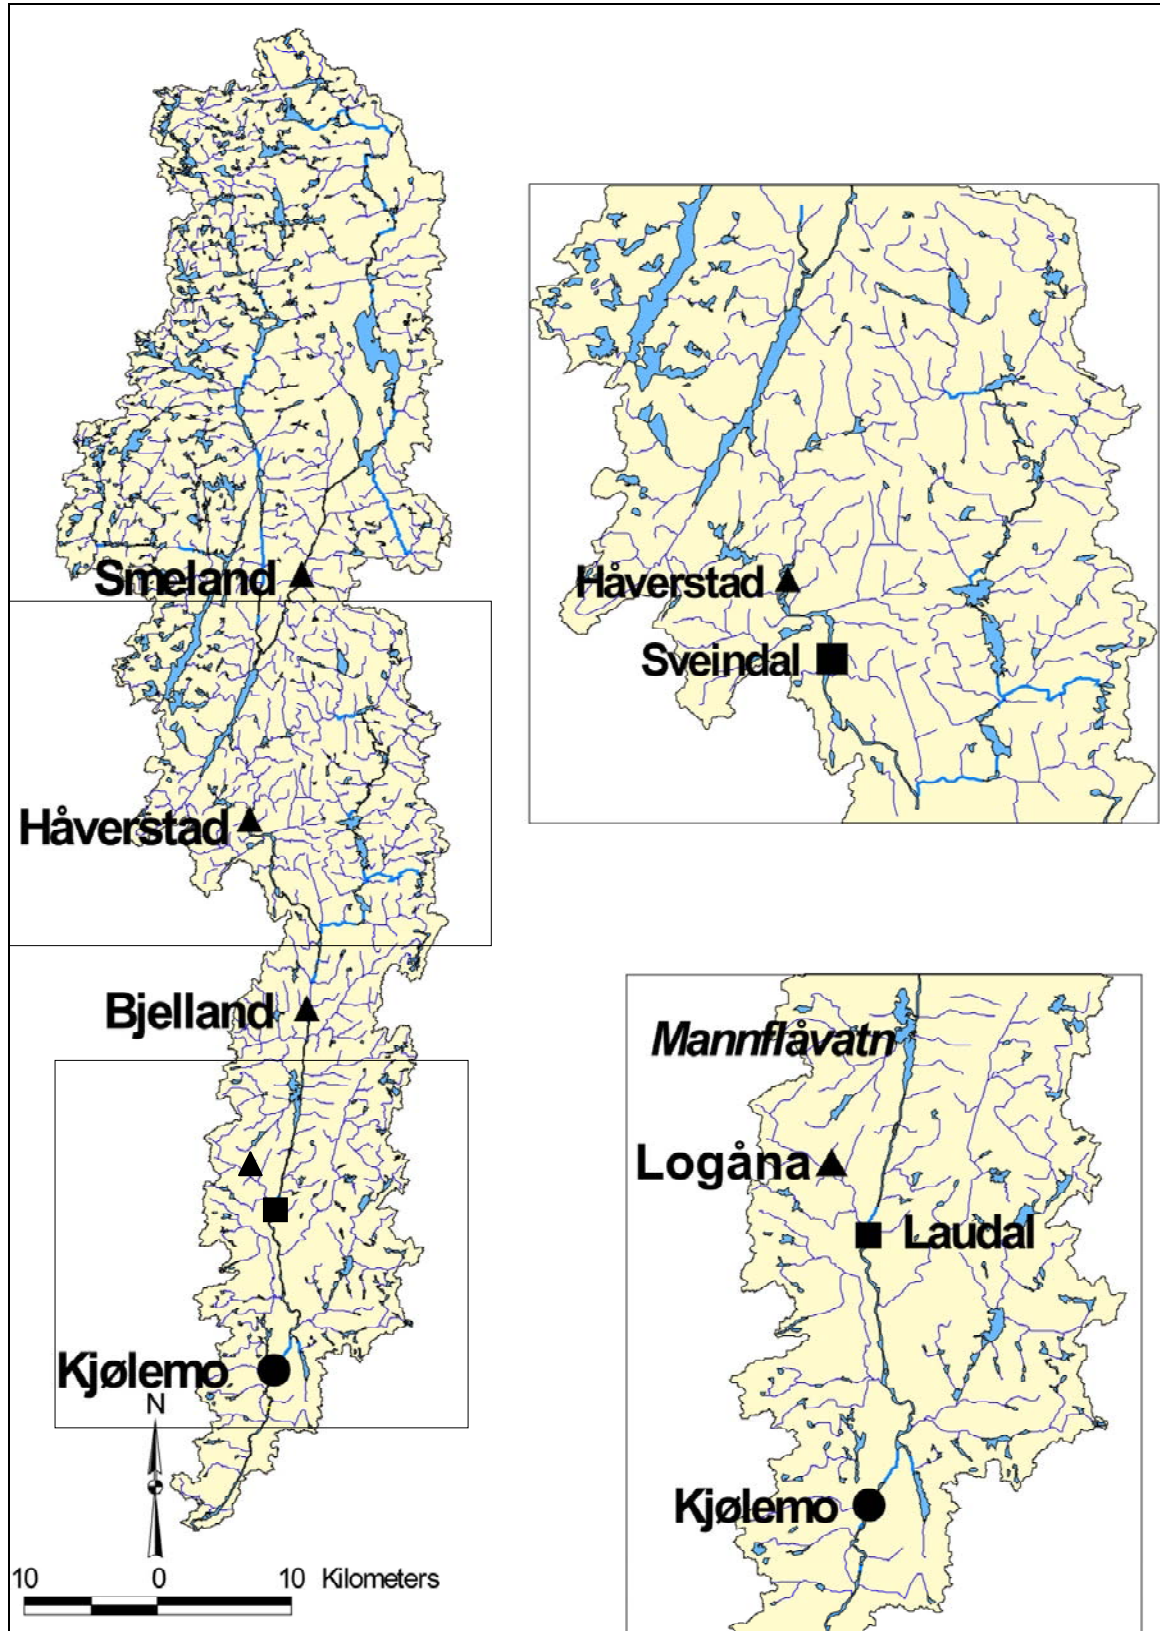 Smeland
Håverstad
Bjelland
Kjølemo
N
10 0 10 Kilometers
Håverstad
Sveindal
Mannflåvatn
Logåna
Laudal
Kjølemo